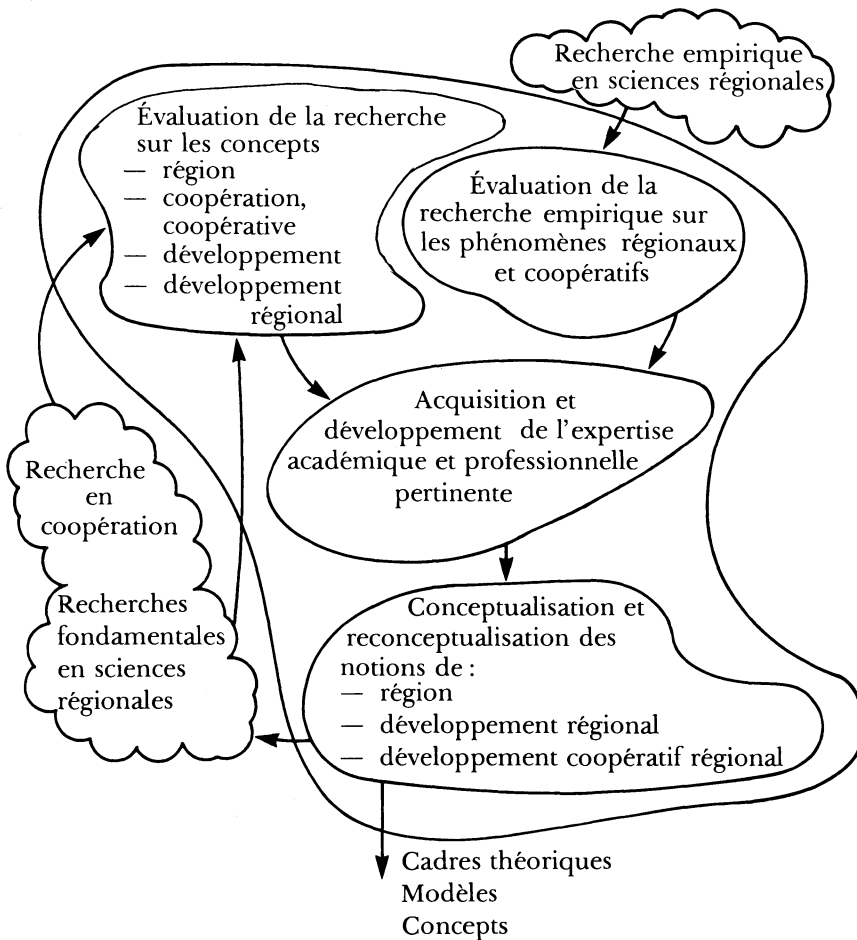 Recherche empirique
en sciences régionales
Évaluation de la recherche
sur les concepts
— région
— coopération,
coopérative
— développement
— développement
régional
Évaluation de la
recherche empirique sur
les phénomènes régionaux
et coopératifs
Acquisition et
développement de l'expertise
académique et professionnelle
pertinente
Recherche
en
coopération
Recherches
fondamentales
en sciences
régionales
Conceptualisation et
reconceptualisation des
notions de :
— région
— développement régional
— développement coopératif régional
Cadres théoriques
Modèles
Concepts